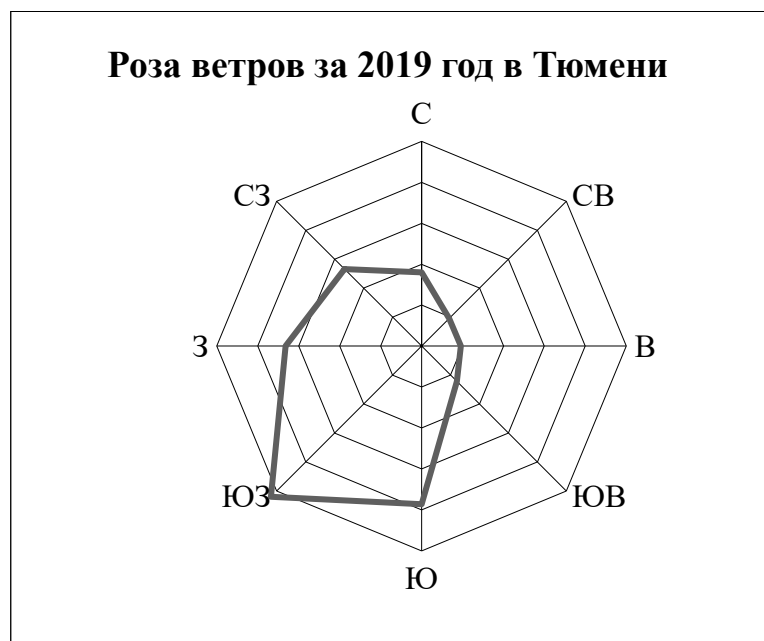 Роза ветров за 2019 год в Тюмени
С
СЗ
СВ
З
В
ЮЗ
ЮВ
Ю